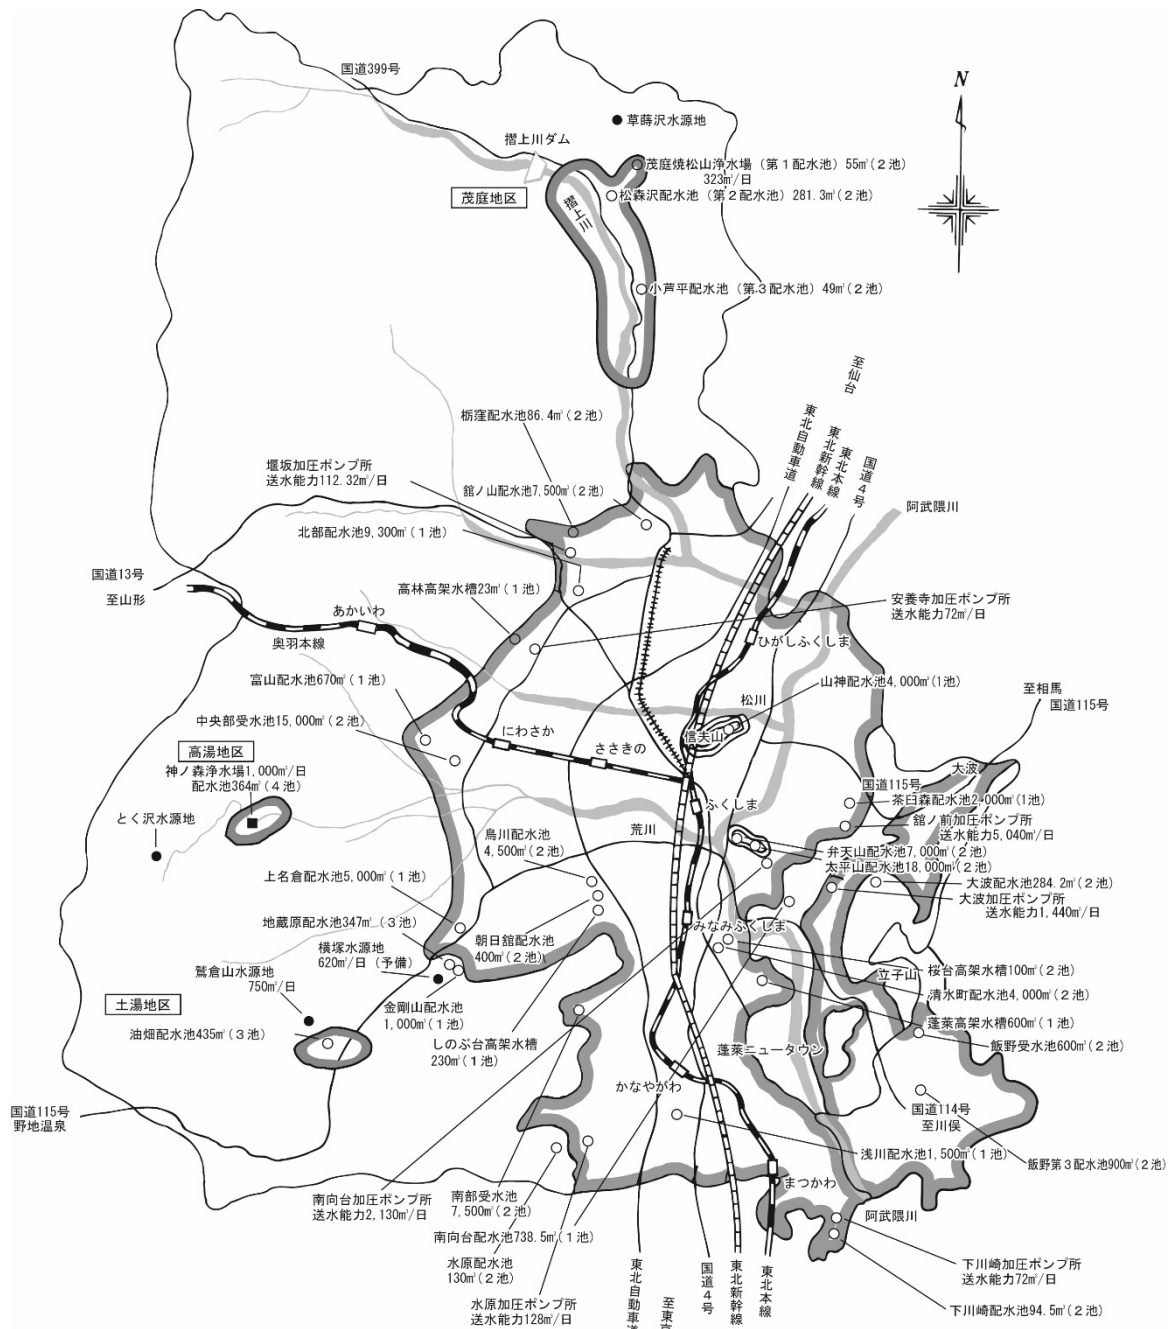 国道399号
N
草蒔沢水源地
摺上川ダム
茂庭焼松山浄水場（第１配水池）55㎥(２池)
323㎥/日
茂庭地区
松森沢配水池（第２配水池）281.3㎥(２池)
摺上川
小芦平配水池（第３配水池）49㎥(２池)
至仙台
東北自動車道
東北新幹線
東北本線
国道４号
栃窪配水池86.4㎥(２池)
堰坂加圧ポンプ所
送水能力112.32㎥/日
舘ノ山配水池7,500㎥(２池)
阿武隈川
北部配水池9,300㎥(１池)
国道13号
至山形
高林高架水槽23㎥(１池)
安養寺加圧ポンプ所
送水能力72㎥/日
あかいわ
奥羽本線
ひがしふくしま
富山配水池670㎥(１池)
山神配水池4,000㎥(1池)
松川
至相馬
国道115号
中央部受水池15,000㎥(２池)
にわさか
ささきの
信夫山
高湯地区
神ノ森浄水場1,000㎥/日
配水池364㎥(４池)
大波
国道115号
茶臼森配水池2,000㎥(1池)
ふくしま
舘ノ前加圧ポンプ所
送水能力5,040㎥/日
とく沢水源地
荒川
鳥川配水池
4,500㎥(２池)
弁天山配水池7,000㎥(２池)
太平山配水池18,000㎥(２池)
上名倉配水池5,000㎥(１池)
大波配水池284.2㎥(２池)
大波加圧ポンプ所
送水能力1,440㎥/日
地蔵原配水池347㎥(３池)
朝日舘配水池
400㎥(２池)
みなみふくしま
横塚水源地
620㎥/日（予備）
鷲倉山水源地
750㎥/日
桜台高架水槽100㎥(２池)
立子山
清水町配水池4,000㎥(２池)
土湯地区
金剛山配水池
1,000㎥(１池)
蓬莱高架水槽600㎥(１池)
油畑配水池435㎥(３池)
しのぶ台高架水槽
230㎥(１池)
飯野受水池600㎥(２池)
蓬莱ニュータウン
かなやがわ
国道115号
野地温泉
国道114号
至川俣
浅川配水池1,500㎥(１池)
飯野第３配水池900㎥(２池)
まつかわ
南向台加圧ポンプ所
送水能力2,130㎥/日
南部受水池
7,500㎥(２池)
阿武隈川
南向台配水池738.5㎥(１池)
水原配水池
130㎥(２池)
下川崎加圧ポンプ所
送水能力72㎥/日
水原加圧ポンプ所
送水能力128㎥/日
下川崎配水池94.5㎥(２池)
東北自動車道
至東京
国道４号
東北新幹線
東北本線